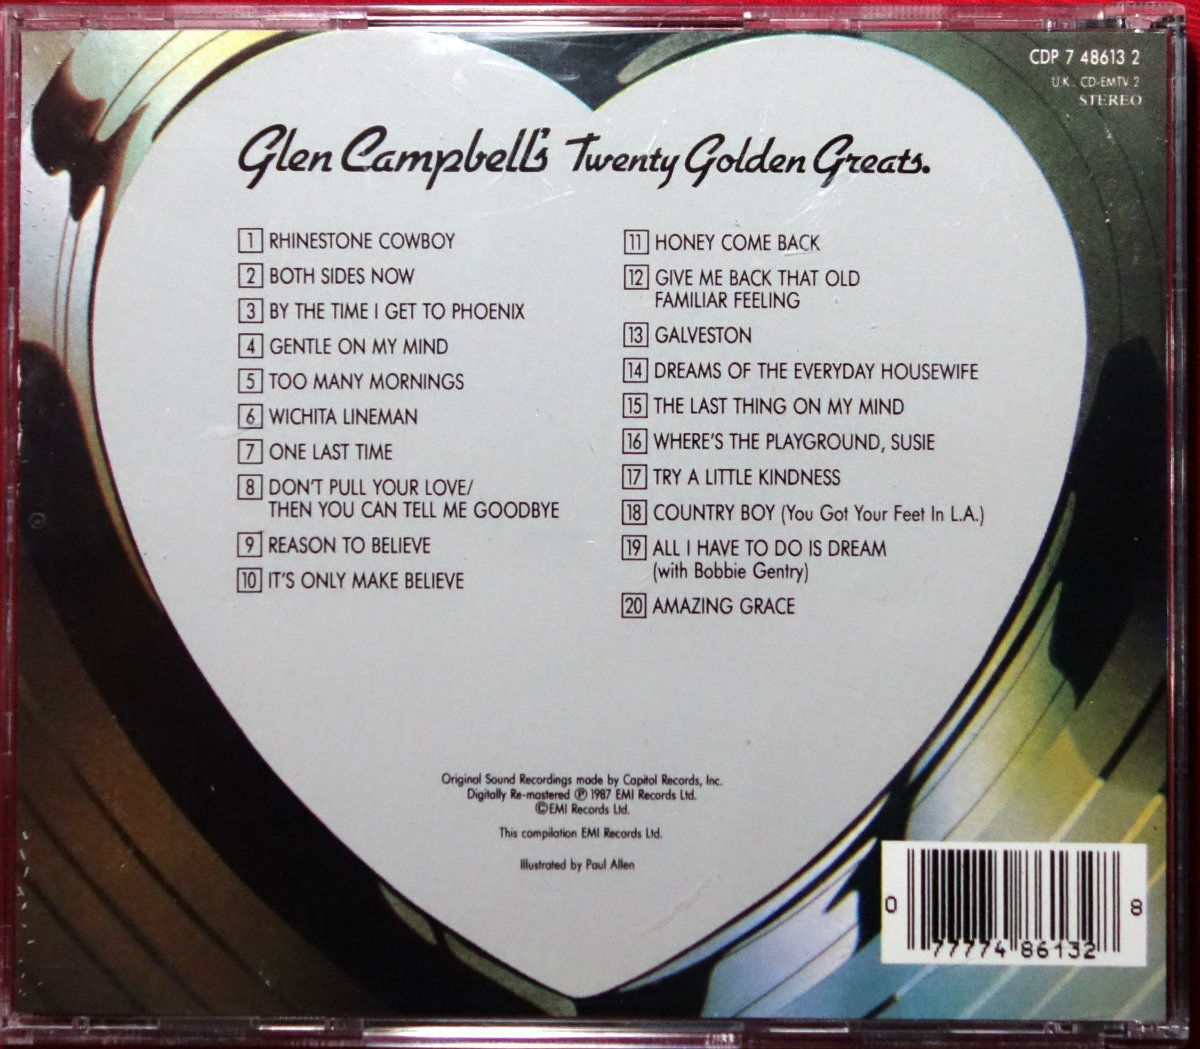 CDP 7 48613 2
U.K. CD-EMTV 2
STEREO
Glen Campbell's Twenty Golden Greats.
1 RHINESTONE COWBOY
2 BOTH SIDES NOW
3 BY THE TIME I GET TO PHOENIX
4 GENTLE ON MY MIND
5 TOO MANY MORNINGS
6 WICHITA LINEMAN
7 ONE LAST TIME
8 DON'T PULL YOUR LOVE/
THEN YOU CAN TELL ME GOODBYE
9 REASON TO BELIEVE
10 IT'S ONLY MAKE BELIEVE
11 HONEY COME BACK
12 GIVE ME BACK THAT OLD
FAMILIAR FEELING
13 GALVESTON
14 DREAMS OF THE EVERYDAY HOUSEWIFE
15 THE LAST THING ON MY MIND
16 WHERE'S THE PLAYGROUND, SUSIE
17 TRY A LITTLE KINDNESS
18 COUNTRY BOY (You Got Your Feet In L.A.)
19 ALL I HAVE TO DO IS DREAM
(with Bobbie Gentry)
20 AMAZING GRACE
Original Sound Recordings made by Capitol Records, Inc.
Digitally Re-mastered ℗ 1987 EMI Records Ltd.
© EMI Records Ltd.
This compilation EMI Records Ltd.
Illustrated by Paul Allen
0 77774 86132 8